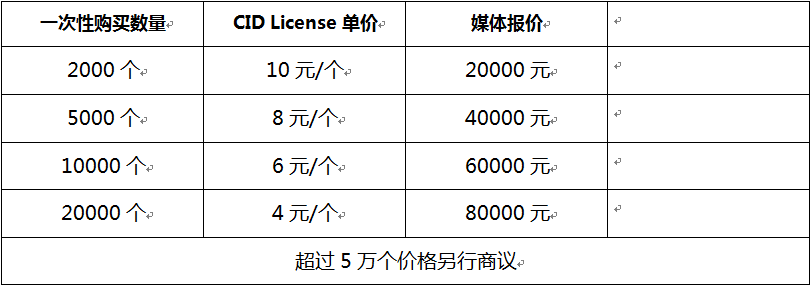 一次性购买数量 CID License 单价 媒体报价
2000 个 10 元/个 20000 元
5000 个 8 元/个 40000 元
10000 个 6 元/个 60000 元
20000 个 4 元/个 80000 元
超过 5 万个价格另行商议